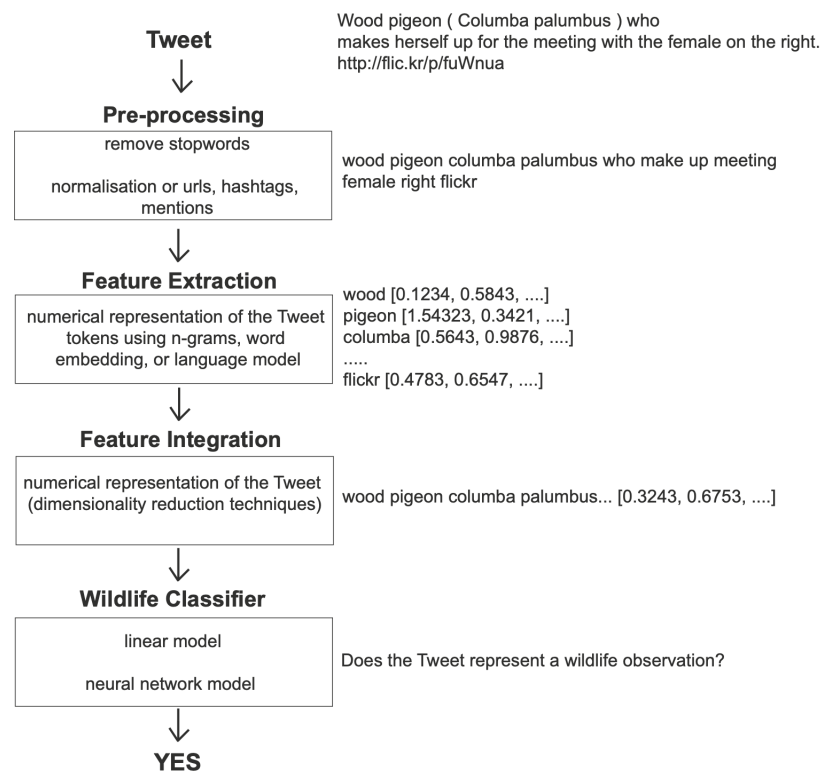 Tweet
Wood pigeon ( Columba palumbus ) who
makes herself up for the meeting with the female on the right.
http://flic.kr/p/fuWnua
Pre-processing
remove stopwords
normalisation or urls, hashtags,
mentions
wood pigeon columba palumbus who make up meeting
female right flickr
Feature Extraction
numerical representation of the Tweet
tokens using n-grams, word
embedding, or language model
wood [0.1234, 0.5843, ....]
pigeon [1.54323, 0.3421, ....]
columba [0.5643, 0.9876, ....]
.....
flickr [0.4783, 0.6547, ....]
Feature Integration
numerical representation of the Tweet
(dimensionality reduction techniques)
wood pigeon columba palumbus... [0.3243, 0.6753, ....]
Wildlife Classifier
linear model
neural network model
Does the Tweet represent a wildlife observation?
YES